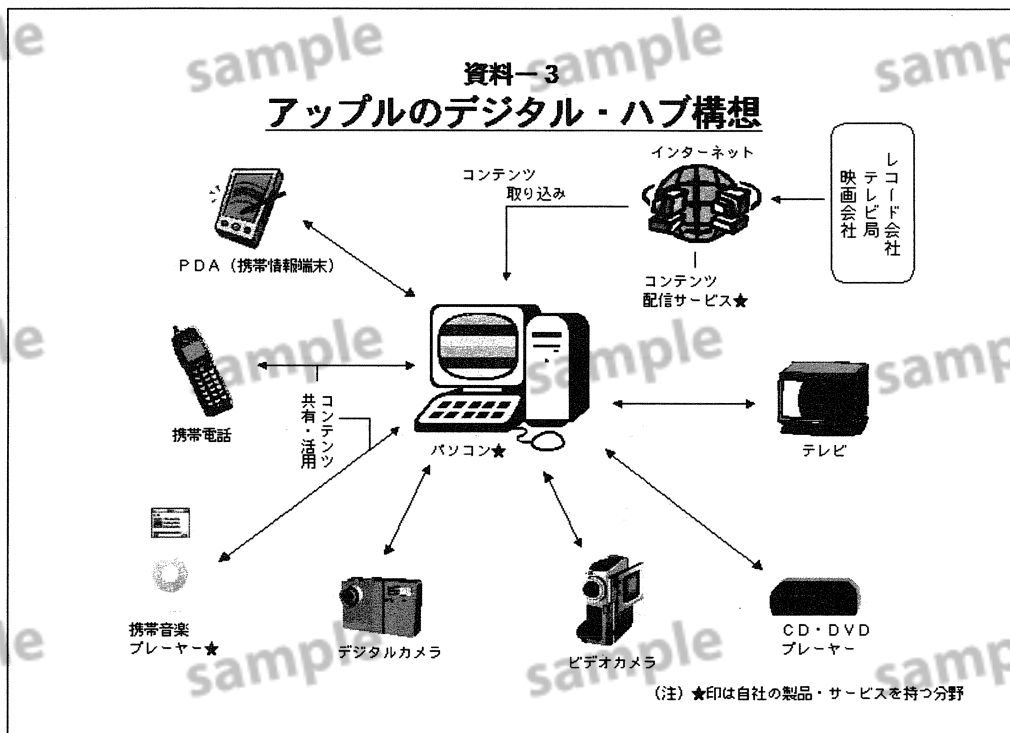 資料－3
アップルのデジタル・ハブ構想
インターネット
レコード会社
テレビ局
映画会社
コンテンツ
取り込み
PDA（携帯情報端末）
コンテンツ
配信サービス★
携帯電話
コンテンツ
共有・活用
パソコン★
テレビ
携帯音楽
プレーヤー★
デジタルカメラ
ビデオカメラ
CD・DVD
プレーヤー
（注）★印は自社の製品・サービスを持つ分野
sample
sample
sample
sample
sample
sample
sample
sample
sample